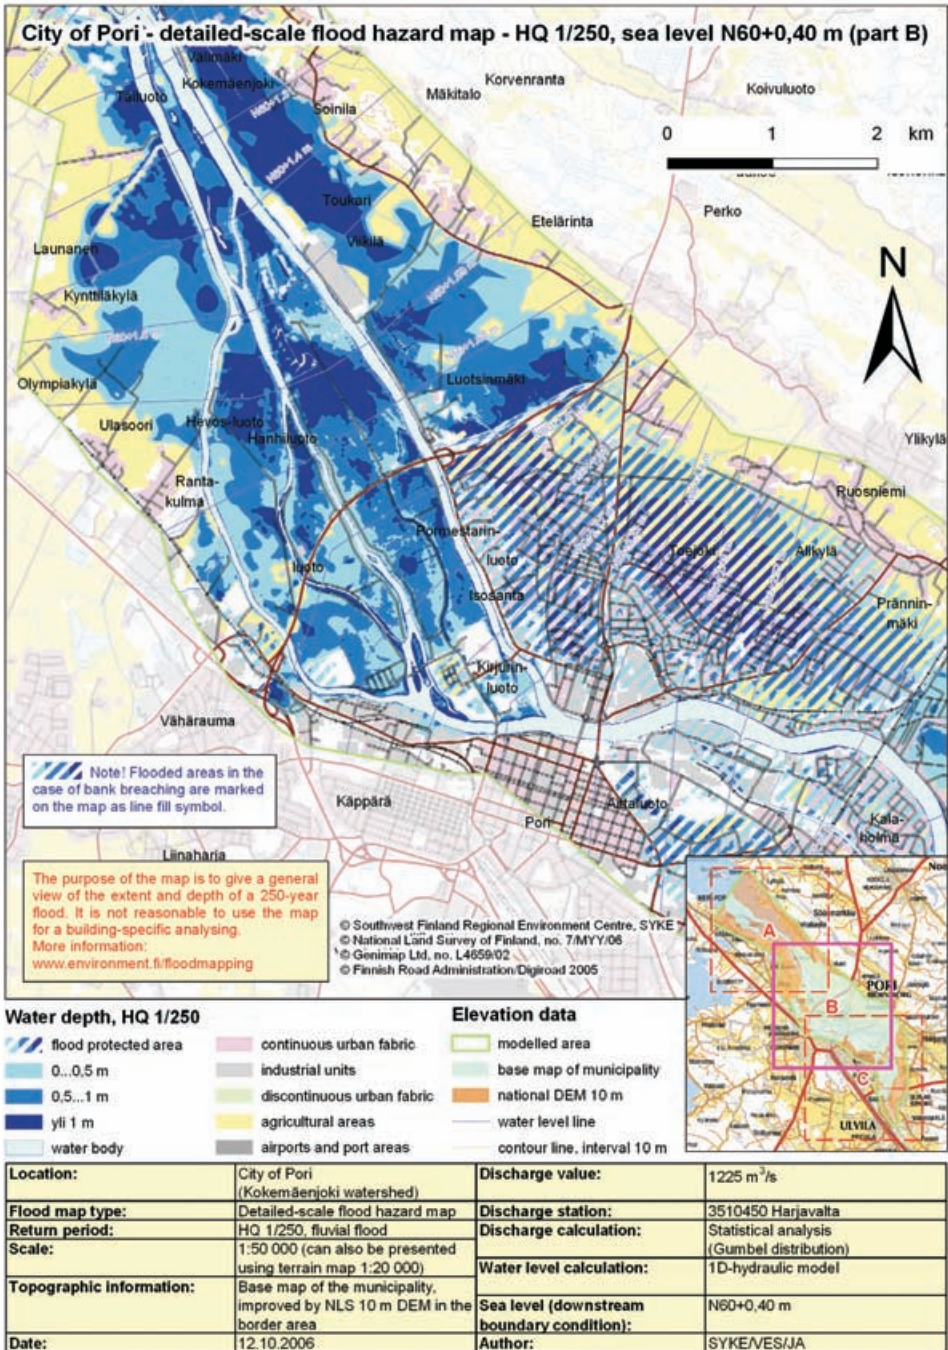 City of Pori - detailed-scale flood hazard map - HQ 1/250, sea level N60+0,40 m (part B)
Välimäki
Kokemäenjoki
Korvenranta
Mäkitalo
Koivuluoto
Talluoto
Soinila
0 1 2 km
Toukari
Perko
Etelärinta
Viikilä
Launanen
N
Kynttiläkylä
Olympiakylä
Luotsinmäki
Ulasoori
Hevos-luoto
Hanhiluoto
Ylikylä
Ranta-
kulma
Ruosniemi
Pormestarin-
luoto
Toejoki
Alikylä
luoto
Isosanta
Prännin-
mäki
Kirjurin-
luoto
Vähärauma
Note! Flooded areas in the
case of bank breaching are marked
on the map as line fill symbol.
Käppärä
Aittaluoto
Pori
Kala-
holma
Liinaharja
The purpose of the map is to give a general
view of the extent and depth of a 250-year
flood. It is not reasonable to use the map
for a building-specific analysing.
More information:
www.environment.fi/floodmapping
© Southwest Finland Regional Environment Centre, SYKE
© National Land Survey of Finland, no. 7/MYY/06
© Genimap Ltd, no. L4659/02
© Finnish Road Administration/Digiroad 2005
A
PORI
B
C
ULVILA
Water depth, HQ 1/250
flood protected area
0...0,5 m
0,5...1 m
yli 1 m
water body
continuous urban fabric
industrial units
discontinuous urban fabric
agricultural areas
airports and port areas
Elevation data
modelled area
base map of municipality
national DEM 10 m
water level line
contour line, interval 10 m
Location: City of Pori
(Kokemäenjoki watershed)
Flood map type: Detailed-scale flood hazard map
Return period: HQ 1/250, fluvial flood
Scale: 1:50 000 (can also be presented
using terrain map 1:20 000)
Topographic information: Base map of the municipality,
improved by NLS 10 m DEM in the
border area
Date: 12.10.2006
Discharge value: 1225 m³/s
Discharge station: 3510450 Harjavalta
Discharge calculation: Statistical analysis
(Gumbel distribution)
Water level calculation: 1D-hydraulic model
Sea level (downstream
boundary condition): N60+0,40 m
Author: SYKE/VES/JA